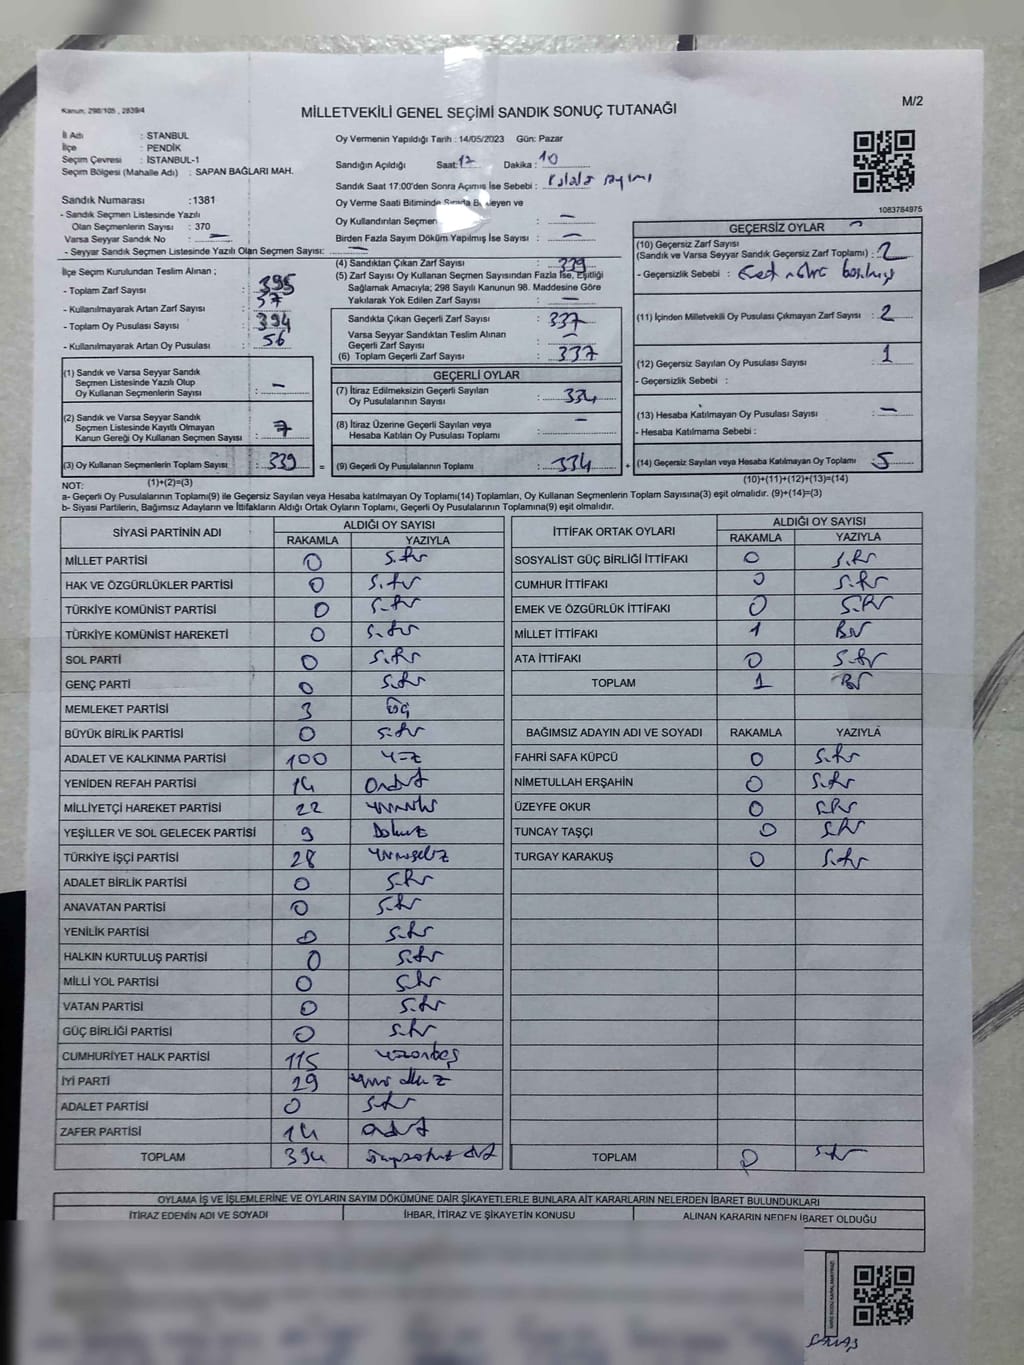 Kanun: 298/105 , 2839/4
MİLLETVEKİLİ GENEL SEÇİMİ SANDIK SONUÇ TUTANAĞI
M/2
İl Adı : İSTANBUL
İlçe : PENDİK
Seçim Çevresi : İSTANBUL-1
Seçim Bölgesi (Mahalle Adı) : SAPAN BAĞLARI MAH.
Sandık Numarası :1381
- Sandık Seçmen Listesinde Yazılı
Olan Seçmenlerin Sayısı : 370
Varsa Seyyar Sandık No : —
- Seyyar Sandık Seçmen Listesinde Yazılı Olan Seçmen Sayısı: —
İlçe Seçim Kurulundan Teslim Alınan ;
- Toplam Zarf Sayısı : 395
- Kullanılmayarak Artan Zarf Sayısı : 57
- Toplam Oy Pusulası Sayısı : 394
- Kullanılmayarak Artan Oy Pusulası : 56
(1) Sandık ve Varsa Seyyar Sandık
Seçmen Listesinde Yazılı Olup
Oy Kullanan Seçmenlerin Sayısı : —
(2) Sandık ve Varsa Seyyar Sandık
Seçmen Listesinde Kayıtlı Olmayan
Kanun Gereği Oy Kullanan Seçmen Sayısı : 7
(3) Oy Kullanan Seçmenlerin Toplam Sayısı : 339 =
Oy Vermenin Yapıldığı Tarih : 14/05/2023 Gün: Pazar
Sandığın Açıldığı Saat: 17 Dakika : 10
Sandık Saat 17:00'den Sonra Açılmış İse Sebebi : sayımı
Oy Verme Saati Bitiminde Sırada Bekleyen ve
Oy Kullandırılan Seçmen : —
Birden Fazla Sayım Döküm Yapılmış İse Sayısı : —
(4) Sandıktan Çıkan Zarf Sayısı : 339
(5) Zarf Sayısı Oy Kullanan Seçmen Sayısından Fazla İse, Eşitliği
Sağlamak Amacıyla; 298 Sayılı Kanunun 98. Maddesine Göre
Yakılarak Yok Edilen Zarf Sayısı : —
Sandıkta Çıkan Geçerli Zarf Sayısı : 337
Varsa Seyyar Sandıktan Teslim Alınan
Geçerli Zarf Sayısı : —
(6) Toplam Geçerli Zarf Sayısı : 337
GEÇERLİ OYLAR
(7) İtiraz Edilmeksizin Geçerli Sayılan
Oy Pusulalarının Sayısı : 334
(8) İtiraz Üzerine Geçerli Sayılan veya
Hesaba Katılan Oy Pusulası Toplamı : —
(9) Geçerli Oy Pusulalarının Toplamı : 334 +
1083784975
GEÇERSİZ OYLAR
(10) Geçersiz Zarf Sayısı
(Sandık ve Varsa Seyyar Sandık Geçersiz Zarf Toplamı) : 2
- Geçersizlik Sebebi :
(11) İçinden Milletvekili Oy Pusulası Çıkmayan Zarf Sayısı : 2
(12) Geçersiz Sayılan Oy Pusulası Sayısı : 1
- Geçersizlik Sebebi :
(13) Hesaba Katılmayan Oy Pusulası Sayısı : —
- Hesaba Katılmama Sebebi :
(14) Geçersiz Sayılan veya Hesaba Katılmayan Oy Toplamı : 5
NOT: (1)+(2)=(3) (10)+(11)+(12)+(13)=(14)
a- Geçerli Oy Pusulalarının Toplamı(9) ile Geçersiz Sayılan veya Hesaba katılmayan Oy Toplamı(14) Toplamları, Oy Kullanan Seçmenlerin Toplam Sayısına(3) eşit olmalıdır. (9)+(14)=(3)
b- Siyasi Partilerin, Bağımsız Adayların ve İttifakların Aldığı Ortak Oyların Toplamı, Geçerli Oy Pusulalarının Toplamına(9) eşit olmalıdır.
SİYASİ PARTİNİN ADI ALDIĞI OY SAYISI
RAKAMLA YAZIYLA
MİLLET PARTİSİ 0 Sıfır
HAK VE ÖZGÜRLÜKLER PARTİSİ 0 Sıfır
TÜRKİYE KOMÜNİST PARTİSİ 0 Sıfır
TÜRKİYE KOMÜNİST HAREKETİ 0 Sıfır
SOL PARTİ 0 Sıfır
GENÇ PARTİ 0 Sıfır
MEMLEKET PARTİSİ 3 Üç
BÜYÜK BİRLİK PARTİSİ 0 Sıfır
ADALET VE KALKINMA PARTİSİ 100 Yüz
YENİDEN REFAH PARTİSİ 14 Ondört
MİLLİYETÇİ HAREKET PARTİSİ 22 Yirmiiki
YEŞİLLER VE SOL GELECEK PARTİSİ 9 Dokuz
TÜRKİYE İŞÇİ PARTİSİ 28 Yirmisekiz
ADALET BİRLİK PARTİSİ 0 Sıfır
ANAVATAN PARTİSİ 0 Sıfır
YENİLİK PARTİSİ 0 Sıfır
HALKIN KURTULUŞ PARTİSİ 0 Sıfır
MİLLİ YOL PARTİSİ 0 Sıfır
VATAN PARTİSİ 0 Sıfır
GÜÇ BİRLİĞİ PARTİSİ 0 Sıfır
CUMHURİYET HALK PARTİSİ 115 Yüzonbeş
İYİ PARTİ 29 Yirmidokuz
ADALET PARTİSİ 0 Sıfır
ZAFER PARTİSİ 14 Ondört
TOPLAM 334
İTTİFAK ORTAK OYLARI ALDIĞI OY SAYISI
RAKAMLA YAZIYLA
SOSYALİST GÜÇ BİRLİĞİ İTTİFAKI 0 Sıfır
CUMHUR İTTİFAKI 0 Sıfır
EMEK VE ÖZGÜRLÜK İTTİFAKI 0 Sıfır
MİLLET İTTİFAKI 1 Bir
ATA İTTİFAKI 0 Sıfır
TOPLAM 1 Bir
BAĞIMSIZ ADAYIN ADI VE SOYADI RAKAMLA YAZIYLA
FAHRİ SAFA KÜPCÜ 0 Sıfır
NİMETULLAH ERŞAHİN 0 Sıfır
ÜZEYFE OKUR 0 Sıfır
TUNCAY TAŞÇI 0 Sıfır
TURGAY KARAKUŞ 0 Sıfır
TOPLAM 0 Sıfır
OYLAMA İŞ VE İŞLEMLERİNE VE OYLARIN SAYIM DÖKÜMÜNE DAİR ŞİKAYETLERLE BUNLARA AİT KARARLARIN NELERDEN İBARET BULUNDUKLARI
İTİRAZ EDENİN ADI VE SOYADI İHBAR, İTİRAZ VE ŞİKAYETİN KONUSU ALINAN KARARIN NEDEN İBARET OLDUĞU